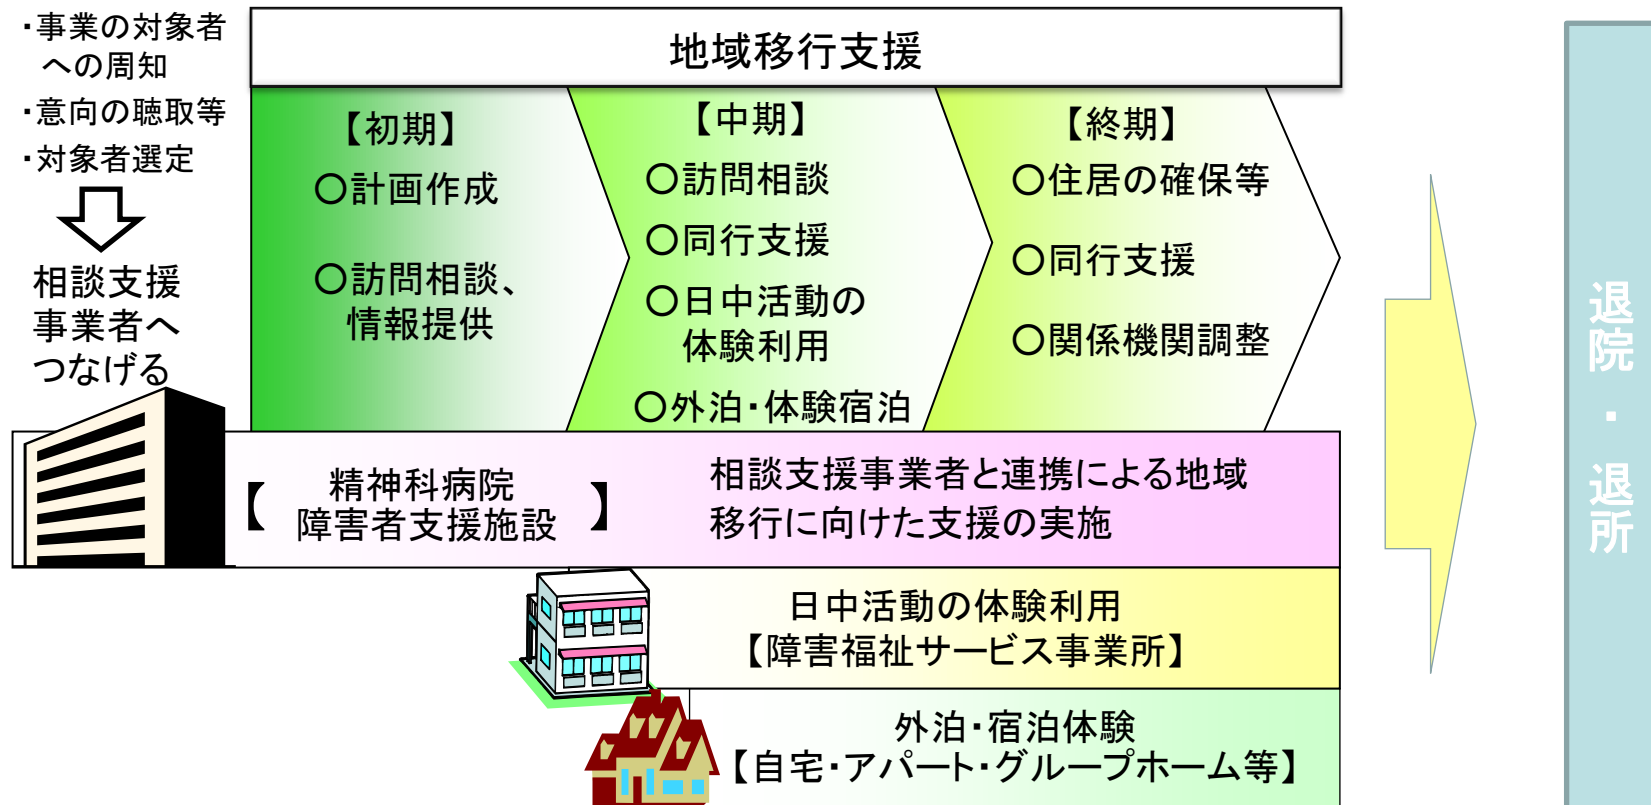 ・事業の対象者
への周知
・意向の聴取等
・対象者選定
相談支援
事業者へ
つなげる
地域移行支援
【初期】
〇計画作成
〇訪問相談、
情報提供
【中期】
〇訪問相談
〇同行支援
〇日中活動の
体験利用
〇外泊・体験宿泊
【終期】
〇住居の確保等
〇同行支援
〇関係機関調整
【 精神科病院
障害者支援施設 】
相談支援事業者と連携による地域
移行に向けた支援の実施
日中活動の体験利用
【障害福祉サービス事業所】
外泊・宿泊体験
【自宅・アパート・グループホーム等】
退院・退所